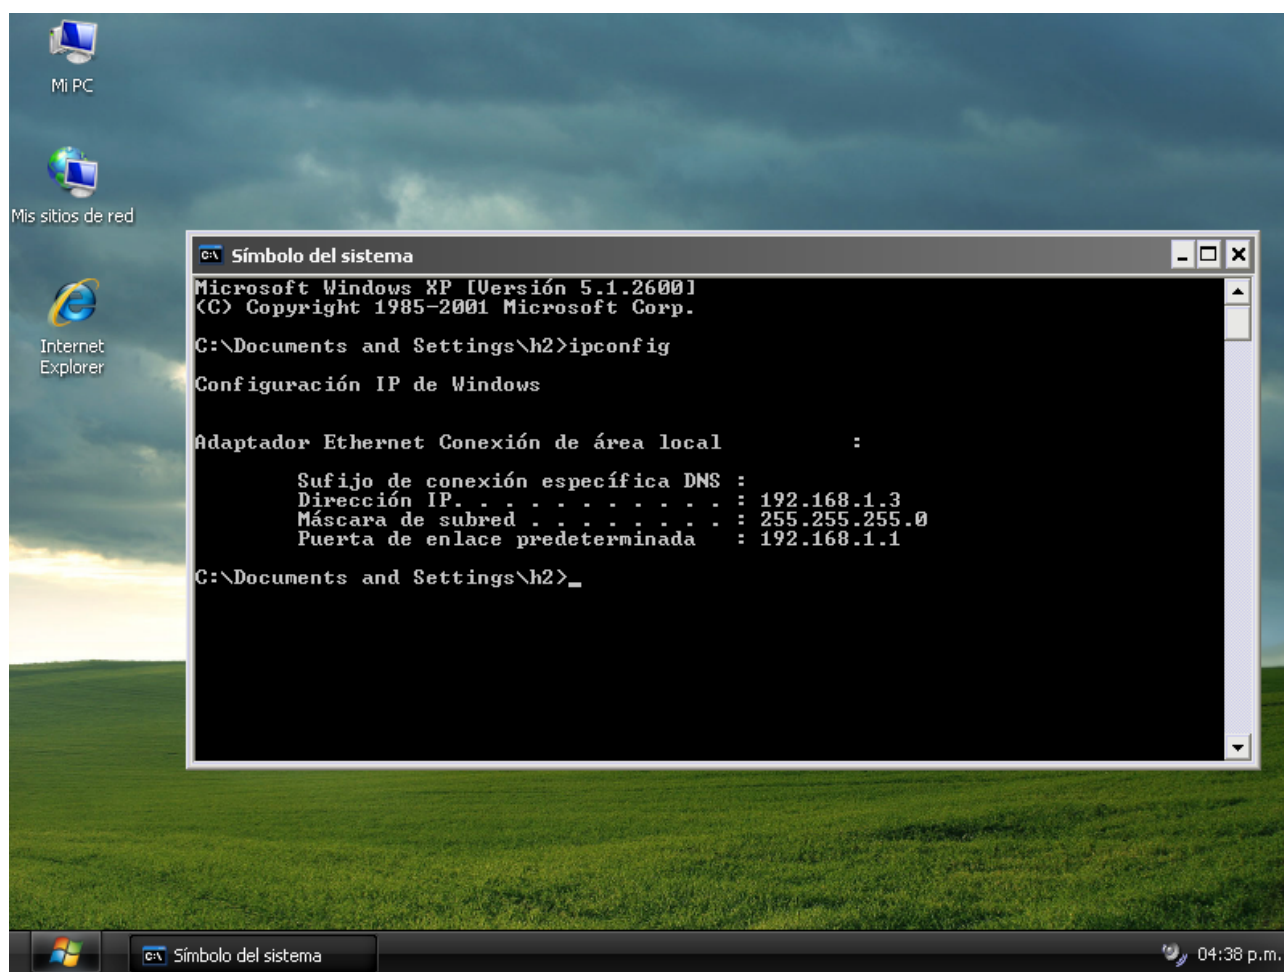 Mi PC
Mis sitios de red
Internet
Explorer
Símbolo del sistema
Microsoft Windows XP [Versión 5.1.2600]
(C) Copyright 1985-2001 Microsoft Corp.
C:\Documents and Settings\h2>ipconfig
Configuración IP de Windows
Adaptador Ethernet Conexión de área local          :
Sufijo de conexión específica DNS :
Dirección IP. . . . . . . . . . . : 192.168.1.3
Máscara de subred . . . . . . . . : 255.255.255.0
Puerta de enlace predeterminada   : 192.168.1.1
C:\Documents and Settings\h2>_
Símbolo del sistema
04:38 p.m.